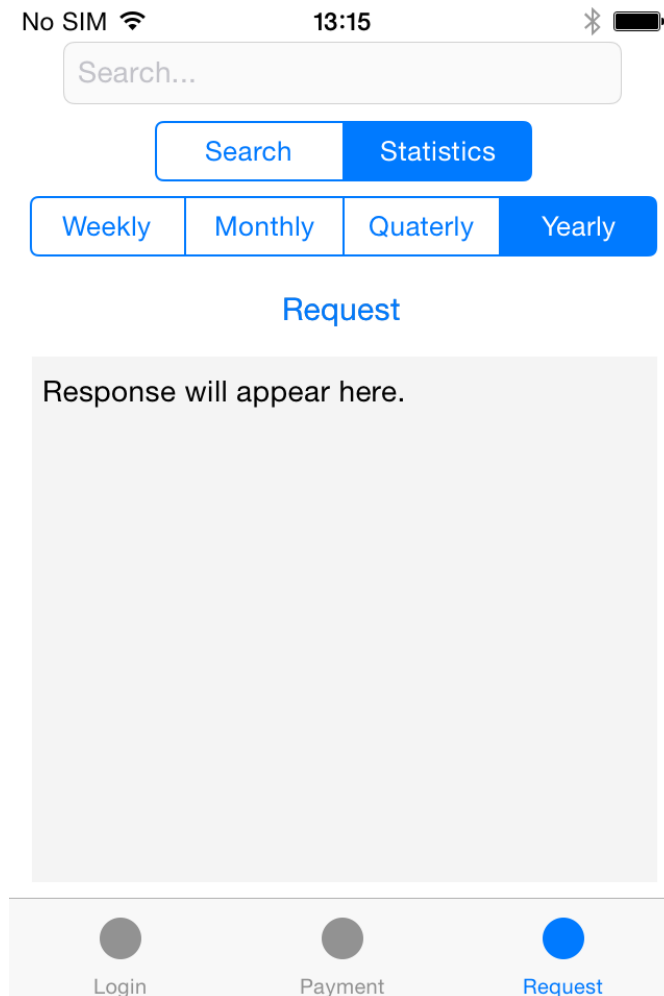 No SIM 13:15
Search...
Search Statistics
Weekly Monthly Quaterly Yearly
Request
Response will appear here.
Login Payment Request